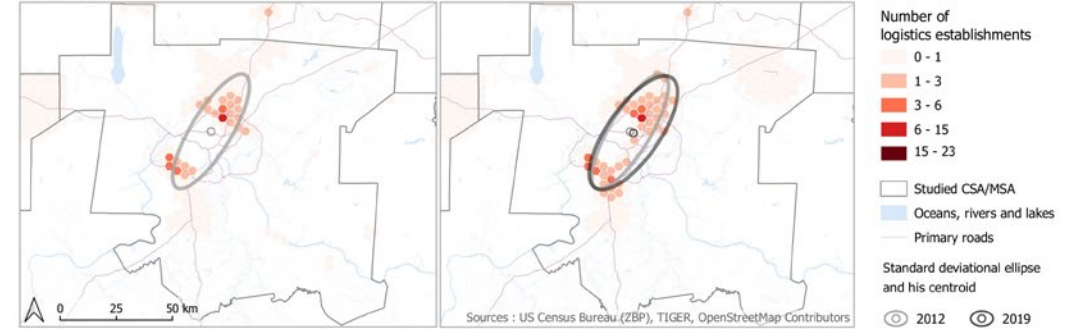 0 25 50 km
Sources : US Census Bureau (ZBP), TIGER, OpenStreetMap Contributors
Number of
logistics establishments
0 - 1
1 - 3
3 - 6
6 - 15
15 - 23
Studied CSA/MSA
Oceans, rivers and lakes
Primary roads
Standard deviational ellipse
and his centroid
2012 2019